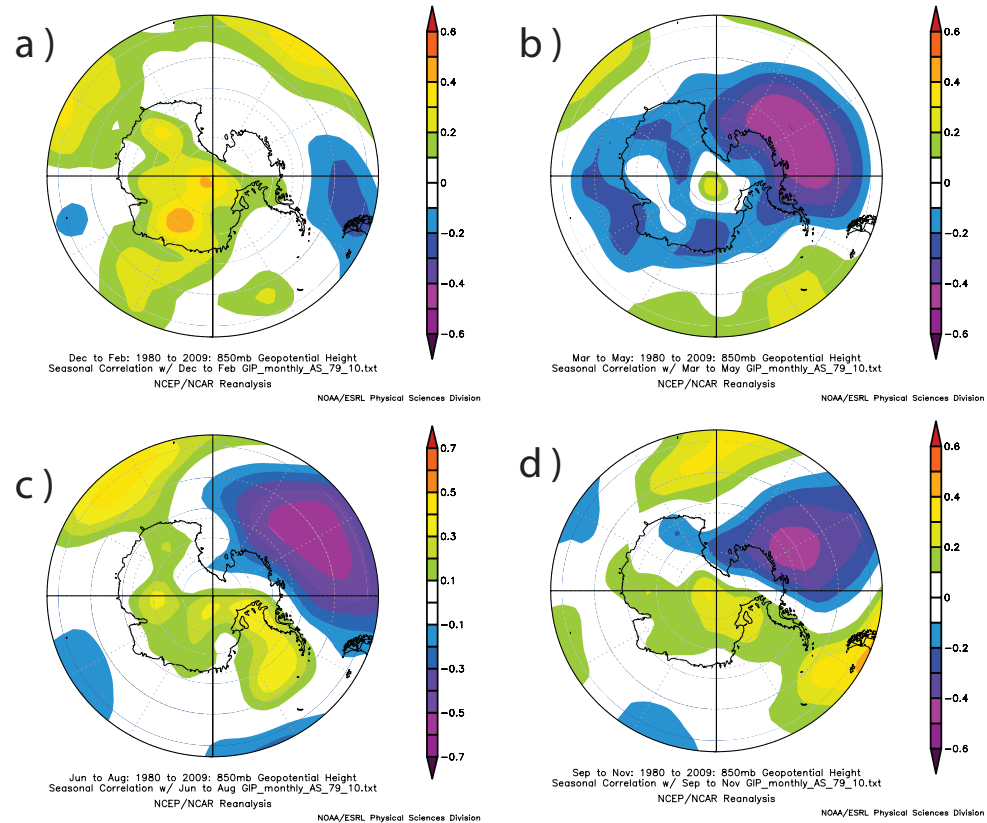 a )
0.6
0.4
0.2
0
-0.2
-0.4
-0.6
Dec to Feb: 1980 to 2009: 850mb Geopotential Height
Seasonal Correlation w/ Dec to Feb GIP_monthly_AS_79_10.txt
NCEP/NCAR Reanalysis
NOAA/ESRL Physical Sciences Division
b )
0.6
0.4
0.2
0
-0.2
-0.4
-0.6
Mar to May: 1980 to 2009: 850mb Geopotential Height
Seasonal Correlation w/ Mar to May GIP_monthly_AS_79_10.txt
NCEP/NCAR Reanalysis
NOAA/ESRL Physical Sciences Division
c )
0.7
0.5
0.3
0.1
-0.1
-0.3
-0.5
-0.7
Jun to Aug: 1980 to 2009: 850mb Geopotential Height
Seasonal Correlation w/ Jun to Aug GIP_monthly_AS_79_10.txt
NCEP/NCAR Reanalysis
NOAA/ESRL Physical Sciences Division
d )
0.6
0.4
0.2
0
-0.2
-0.4
-0.6
Sep to Nov: 1980 to 2009: 850mb Geopotential Height
Seasonal Correlation w/ Sep to Nov GIP_monthly_AS_79_10.txt
NCEP/NCAR Reanalysis
NOAA/ESRL Physical Sciences Division